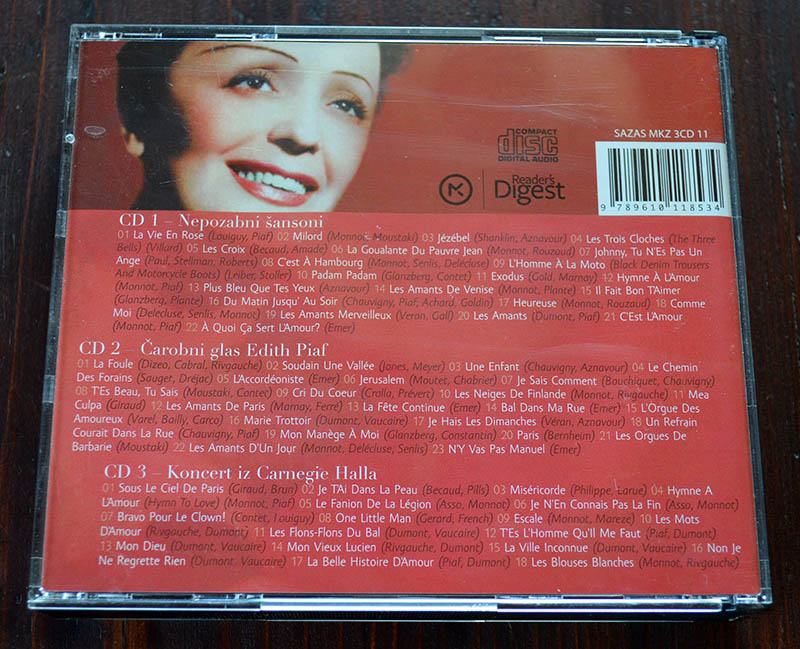 COMPACT
disc
DIGITAL AUDIO
SAZAS MKZ 3CD 11
Reader's
Digest
9 789610 118534
CD 1 – Nepozabni šansoni
01 La Vie En Rose (Louiguy, Piaf) 02 Milord (Monnot, Moustaki) 03 Jézébel (Shanklin, Aznavour) 04 Les Trois Cloches (The Three
Bells) (Villard) 05 Les Croix (Becaud, Amade) 06 La Goualante Du Pauvre Jean (Monnot, Rouzaud) 07 Johnny, Tu N'Es Pas Un
Ange (Paul, Stellman, Roberts) 08 C'est À Hambourg (Monnot, Senlis, Delécluse) 09 L'Homme À La Moto (Black Denim Trousers
And Motorcycle Boots) (Leiber, Stoller) 10 Padam Padam (Glanzberg, Contet) 11 Exodus (Gold, Marnay) 12 Hymne À L'Amour
(Monnot, Piaf) 13 Plus Bleu Que Tes Yeux (Aznavour) 14 Les Amants De Venise (Monnot, Plante) 15 Il Fait Bon T'Aimer
(Glanzberg, Plante) 16 Du Matin Jusqu' Au Soir (Chauvigny, Piaf, Achard, Goldin) 17 Heureuse (Monnot, Rouzaud) 18 Comme
Moi (Delecluse, Senlis, Monnot) 19 Les Amants Merveilleux (Veran, Gall) 20 Les Amants (Dumont, Piaf) 21 C'Est L'Amour
(Monnot, Piaf) 22 À Quoi Ça Sert L'Amour? (Emer)
CD 2 – Čarobni glas Edith Piaf
01 La Foule (Dizeo, Cabral, Rivgauche) 02 Soudain Une Vallée (Jones, Meyer) 03 Une Enfant (Chauvigny, Aznavour) 04 Le Chemin
Des Forains (Sauget, Dréjac) 05 L'Accordéoniste (Emer) 06 Jerusalem (Moutet, Chabrier) 07 Je Sais Comment (Bouchiquet, Chauvigny)
08 T'Es Beau, Tu Sais (Moustaki, Contec) 09 Cri Du Coeur (Crolla, Prévert) 10 Les Neiges De Finlande (Monnot, Rivgauche) 11 Mea
Culpa (Giraud) 12 Les Amants De Paris (Marnay, Ferré) 13 La Fête Continue (Emer) 14 Bal Dans Ma Rue (Emer) 15 L'Orgue Des
Amoureux (Varel, Bailly, Carco) 16 Marie Trottoir (Dumont, Vaucaire) 17 Je Hais Les Dimanches (Véran, Aznavour) 18 Un Refrain
Courait Dans La Rue (Chauvigny, Piaf) 19 Mon Manège À Moi (Glanzberg, Constantin) 20 Paris (Bernheim) 21 Les Orgues De
Barbarie (Moustaki) 22 Les Amants D'Un Jour (Monnot, Delécluse, Senlis) 23 N'Y Vas Pas Manuel (Emer)
CD 3 – Koncert iz Carnegie Halla
01 Sous Le Ciel De Paris (Giraud, Brun) 02 Je T'Ai Dans La Peau (Becaud, Pills) 03 Miséricorde (Philippe, Larue) 04 Hymne A
L'Amour (Hymn To Love) (Monnot, Piaf) 05 Le Fanion De La Légion (Asso, Monnot) 06 Je N'En Connais Pas La Fin (Asso, Monnot)
07 Bravo Pour Le Clown! (Contet, Louiguy) 08 One Little Man (Gerard, French) 09 Escale (Monnot, Mareze) 10 Les Mots
D'Amour (Rivgauche, Dumont) 11 Les Flons-Flons Du Bal (Dumont, Vaucaire) 12 T'Es L'Homme Qu'Il Me Faut (Piaf, Dumont)
13 Mon Dieu (Dumont, Vaucaire) 14 Mon Vieux Lucien (Rivgauche, Dumont) 15 La Ville Inconnue (Dumont, Vaucaire) 16 Non Je
Ne Regrette Rien (Dumont, Vaucaire) 17 La Belle Histoire D'Amour (Piaf, Dumont) 18 Les Blouses Blanches (Monnot, Rivgauche)